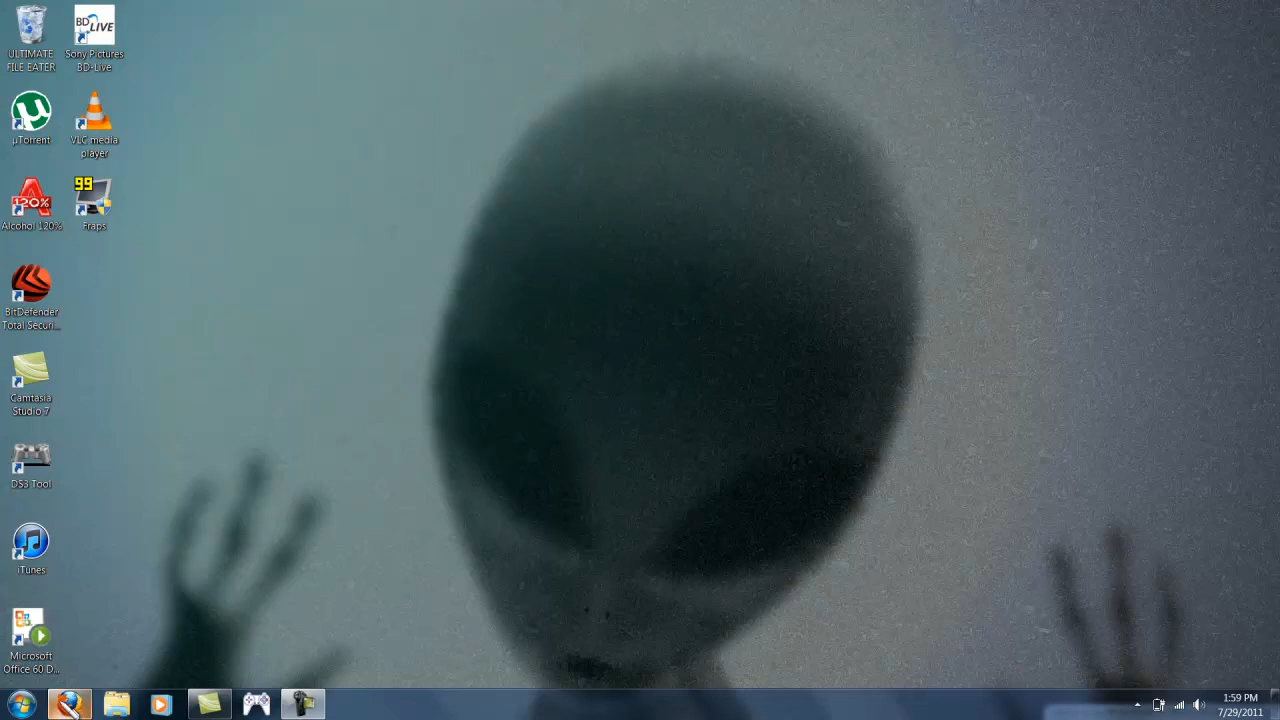 ULTIMATE
FILE EATER
BD LIVE
Sony Pictures
BD-Live
µ
µTorrent
VLC media
player
A
120%
Alcohol 120%
99
Fraps
BitDefender
Total Securi...
Camtasia
Studio 7
DS3 Tool
iTunes
Microsoft
Office 60 D...
1:59 PM
7/29/2011